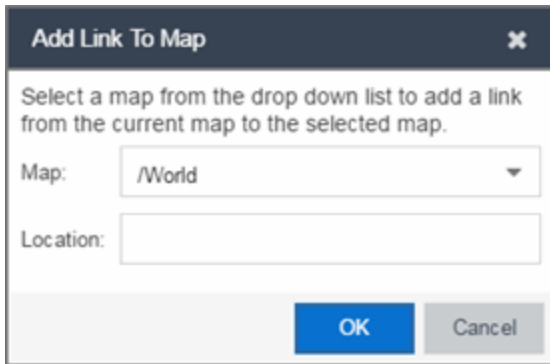 Add Link To Map
Select a map from the drop down list to add a link
from the current map to the selected map.
Map: /World
Location:
OK Cancel